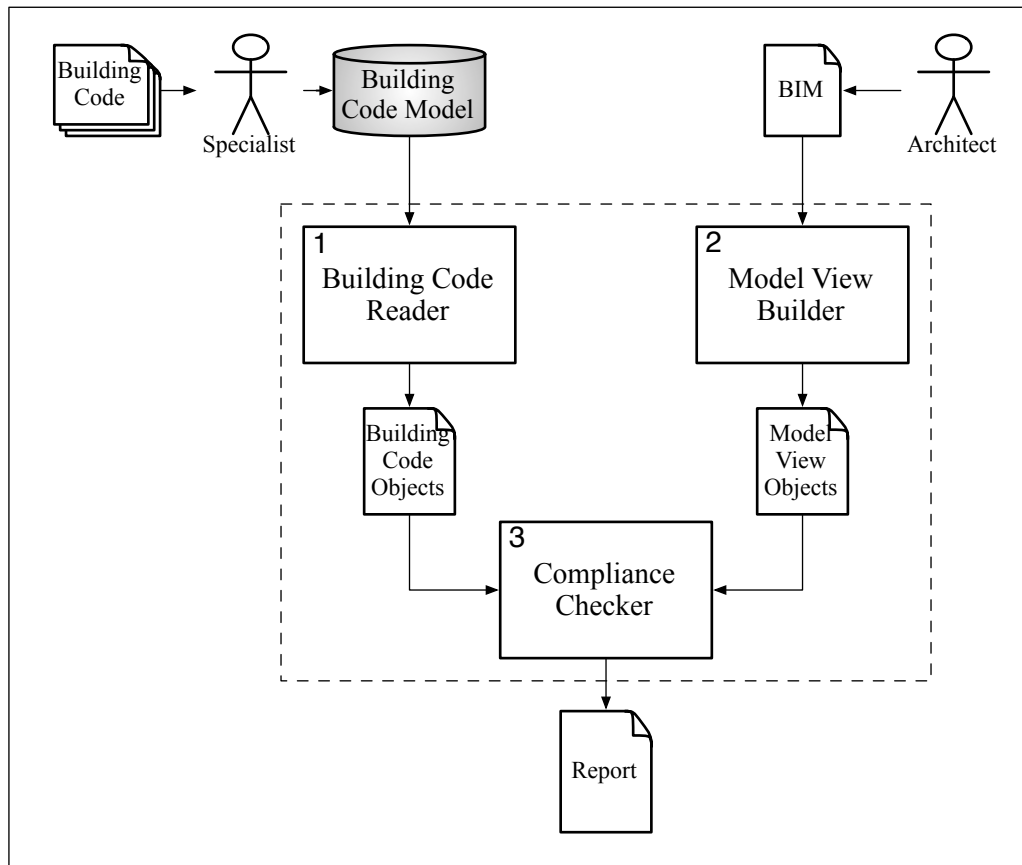 Building
Code
Specialist
Building
Code Model
BIM
Architect
1
Building Code
Reader
2
Model View
Builder
Building
Code
Objects
Model
View
Objects
3
Compliance
Checker
Report